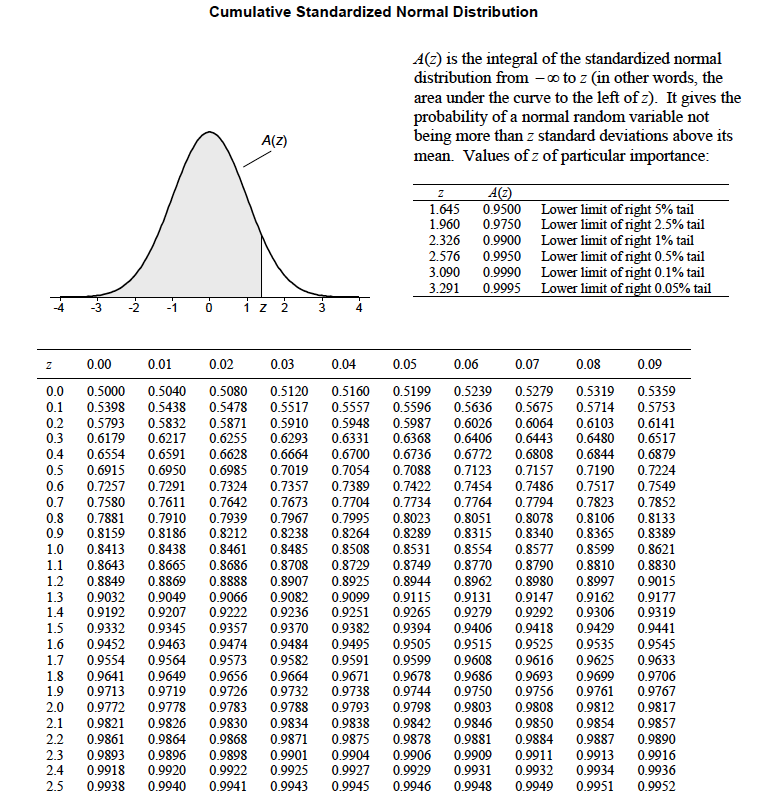 Cumulative Standardized Normal Distribution
A(z) is the integral of the standardized normal
distribution from −∞ to z (in other words, the
area under the curve to the left of z). It gives the
probability of a normal random variable not
being more than z standard deviations above its
mean. Values of z of particular importance:
z A(z)
1.645 0.9500 Lower limit of right 5% tail
1.960 0.9750 Lower limit of right 2.5% tail
2.326 0.9900 Lower limit of right 1% tail
2.576 0.9950 Lower limit of right 0.5% tail
3.090 0.9990 Lower limit of right 0.1% tail
3.291 0.9995 Lower limit of right 0.05% tail
A(z)
-4 -3 -2 -1 0 1 z 2 3 4
z 0.00 0.01 0.02 0.03 0.04 0.05 0.06 0.07 0.08 0.09
0.0 0.5000 0.5040 0.5080 0.5120 0.5160 0.5199 0.5239 0.5279 0.5319 0.5359
0.1 0.5398 0.5438 0.5478 0.5517 0.5557 0.5596 0.5636 0.5675 0.5714 0.5753
0.2 0.5793 0.5832 0.5871 0.5910 0.5948 0.5987 0.6026 0.6064 0.6103 0.6141
0.3 0.6179 0.6217 0.6255 0.6293 0.6331 0.6368 0.6406 0.6443 0.6480 0.6517
0.4 0.6554 0.6591 0.6628 0.6664 0.6700 0.6736 0.6772 0.6808 0.6844 0.6879
0.5 0.6915 0.6950 0.6985 0.7019 0.7054 0.7088 0.7123 0.7157 0.7190 0.7224
0.6 0.7257 0.7291 0.7324 0.7357 0.7389 0.7422 0.7454 0.7486 0.7517 0.7549
0.7 0.7580 0.7611 0.7642 0.7673 0.7704 0.7734 0.7764 0.7794 0.7823 0.7852
0.8 0.7881 0.7910 0.7939 0.7967 0.7995 0.8023 0.8051 0.8078 0.8106 0.8133
0.9 0.8159 0.8186 0.8212 0.8238 0.8264 0.8289 0.8315 0.8340 0.8365 0.8389
1.0 0.8413 0.8438 0.8461 0.8485 0.8508 0.8531 0.8554 0.8577 0.8599 0.8621
1.1 0.8643 0.8665 0.8686 0.8708 0.8729 0.8749 0.8770 0.8790 0.8810 0.8830
1.2 0.8849 0.8869 0.8888 0.8907 0.8925 0.8944 0.8962 0.8980 0.8997 0.9015
1.3 0.9032 0.9049 0.9066 0.9082 0.9099 0.9115 0.9131 0.9147 0.9162 0.9177
1.4 0.9192 0.9207 0.9222 0.9236 0.9251 0.9265 0.9279 0.9292 0.9306 0.9319
1.5 0.9332 0.9345 0.9357 0.9370 0.9382 0.9394 0.9406 0.9418 0.9429 0.9441
1.6 0.9452 0.9463 0.9474 0.9484 0.9495 0.9505 0.9515 0.9525 0.9535 0.9545
1.7 0.9554 0.9564 0.9573 0.9582 0.9591 0.9599 0.9608 0.9616 0.9625 0.9633
1.8 0.9641 0.9649 0.9656 0.9664 0.9671 0.9678 0.9686 0.9693 0.9699 0.9706
1.9 0.9713 0.9719 0.9726 0.9732 0.9738 0.9744 0.9750 0.9756 0.9761 0.9767
2.0 0.9772 0.9778 0.9783 0.9788 0.9793 0.9798 0.9803 0.9808 0.9812 0.9817
2.1 0.9821 0.9826 0.9830 0.9834 0.9838 0.9842 0.9846 0.9850 0.9854 0.9857
2.2 0.9861 0.9864 0.9868 0.9871 0.9875 0.9878 0.9881 0.9884 0.9887 0.9890
2.3 0.9893 0.9896 0.9898 0.9901 0.9904 0.9906 0.9909 0.9911 0.9913 0.9916
2.4 0.9918 0.9920 0.9922 0.9925 0.9927 0.9929 0.9931 0.9932 0.9934 0.9936
2.5 0.9938 0.9940 0.9941 0.9943 0.9945 0.9946 0.9948 0.9949 0.9951 0.9952